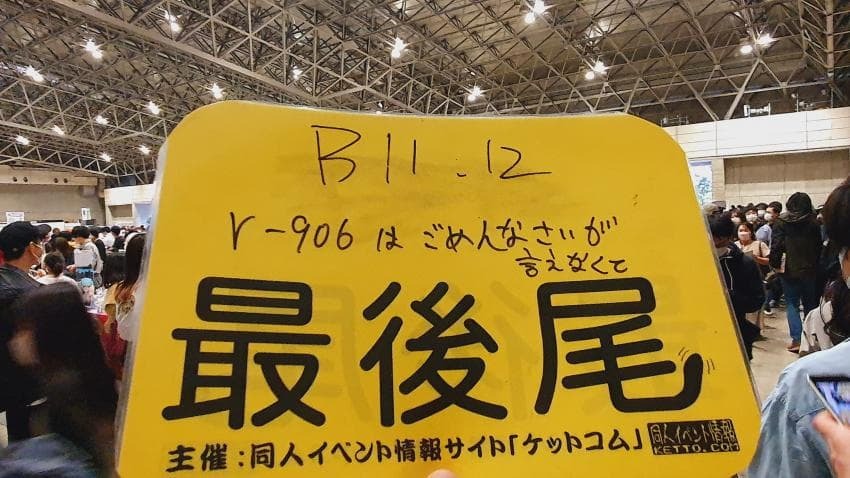 B11.12
r-906はごめんなさいが
言えなくて
最後尾
主催:同人イベント情報サイト「ケットコム」
同人イベント情報
KETTO.COM